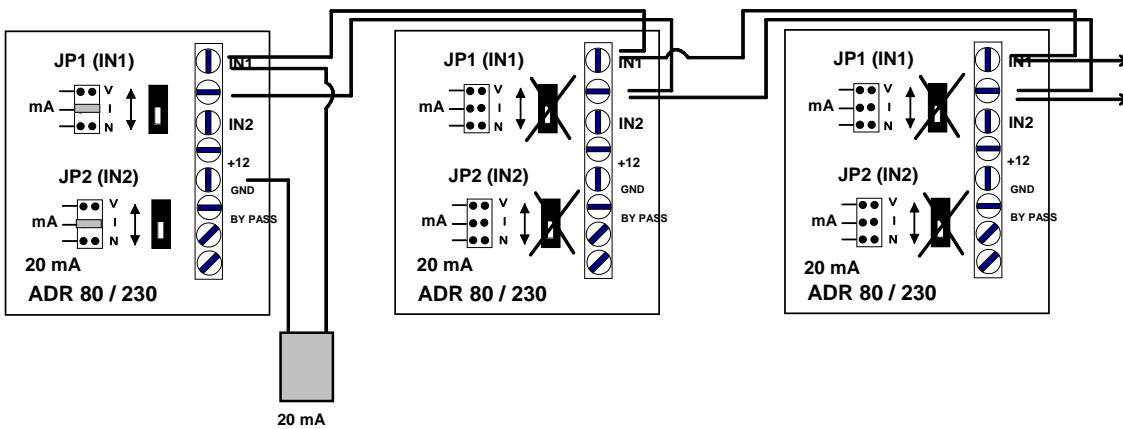 JP1 (IN1)
IN1
V
mA
I
N
IN2
+12
JP2 (IN2)
GND
V
mA
I
BY PASS
N
20 mA
ADR 80 / 230
20 mA
JP1 (IN1)
IN1
V
mA
I
N
IN2
+12
JP2 (IN2)
GND
V
mA
I
BY PASS
N
20 mA
ADR 80 / 230
JP1 (IN1)
IN1
V
mA
I
N
IN2
+12
JP2 (IN2)
GND
V
mA
I
BY PASS
N
20 mA
ADR 80 / 230